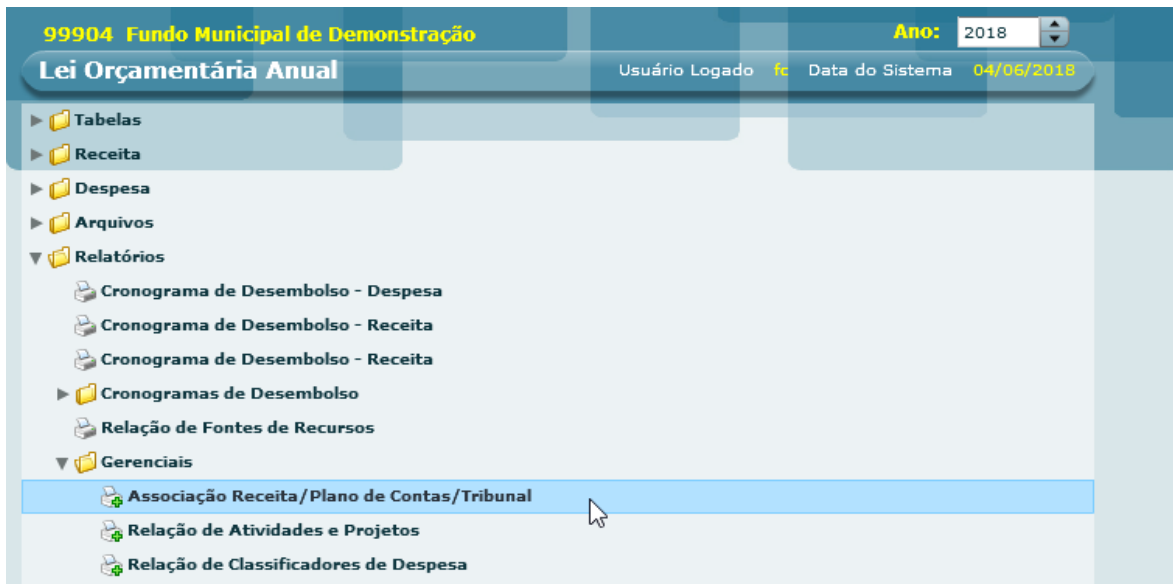 99904 Fundo Municipal de Demonstração Ano: 2018
Lei Orçamentária Anual Usuário Logado fc Data do Sistema 04/06/2018
Tabelas
Receita
Despesa
Arquivos
Relatórios
Cronograma de Desembolso - Despesa
Cronograma de Desembolso - Receita
Cronograma de Desembolso - Receita
Cronogramas de Desembolso
Relação de Fontes de Recursos
Gerenciais
Associação Receita/Plano de Contas/Tribunal
Relação de Atividades e Projetos
Relação de Classificadores de Despesa